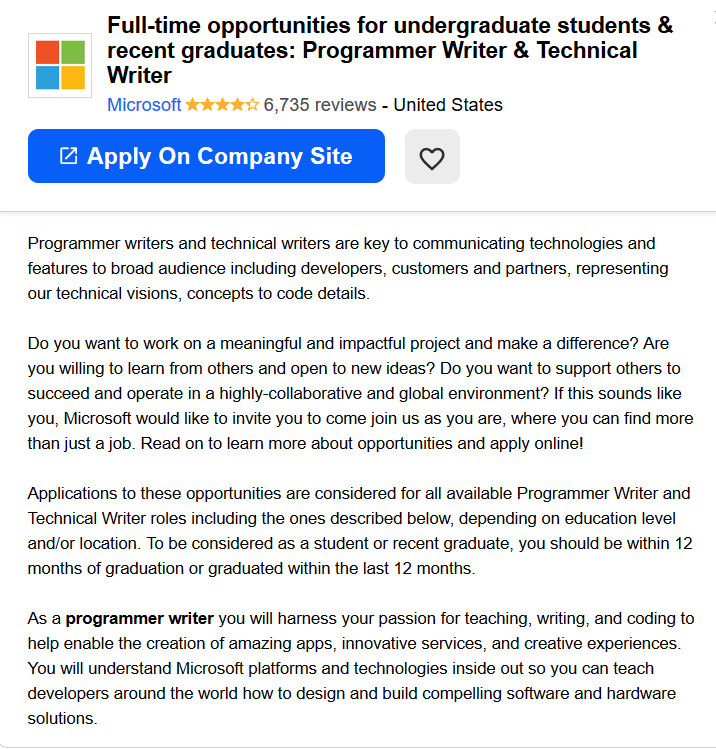 Full-time opportunities for undergraduate students &
recent graduates: Programmer Writer & Technical
Writer
Microsoft 6,735 reviews - United States
Apply On Company Site
Programmer writers and technical writers are key to communicating technologies and
features to broad audience including developers, customers and partners, representing
our technical visions, concepts to code details.
Do you want to work on a meaningful and impactful project and make a difference? Are
you willing to learn from others and open to new ideas? Do you want to support others to
succeed and operate in a highly-collaborative and global environment? If this sounds like
you, Microsoft would like to invite you to come join us as you are, where you can find more
than just a job. Read on to learn more about opportunities and apply online!
Applications to these opportunities are considered for all available Programmer Writer and
Technical Writer roles including the ones described below, depending on education level
and/or location. To be considered as a student or recent graduate, you should be within 12
months of graduation or graduated within the last 12 months.
As a programmer writer you will harness your passion for teaching, writing, and coding to
help enable the creation of amazing apps, innovative services, and creative experiences.
You will understand Microsoft platforms and technologies inside out so you can teach
developers around the world how to design and build compelling software and hardware
solutions.